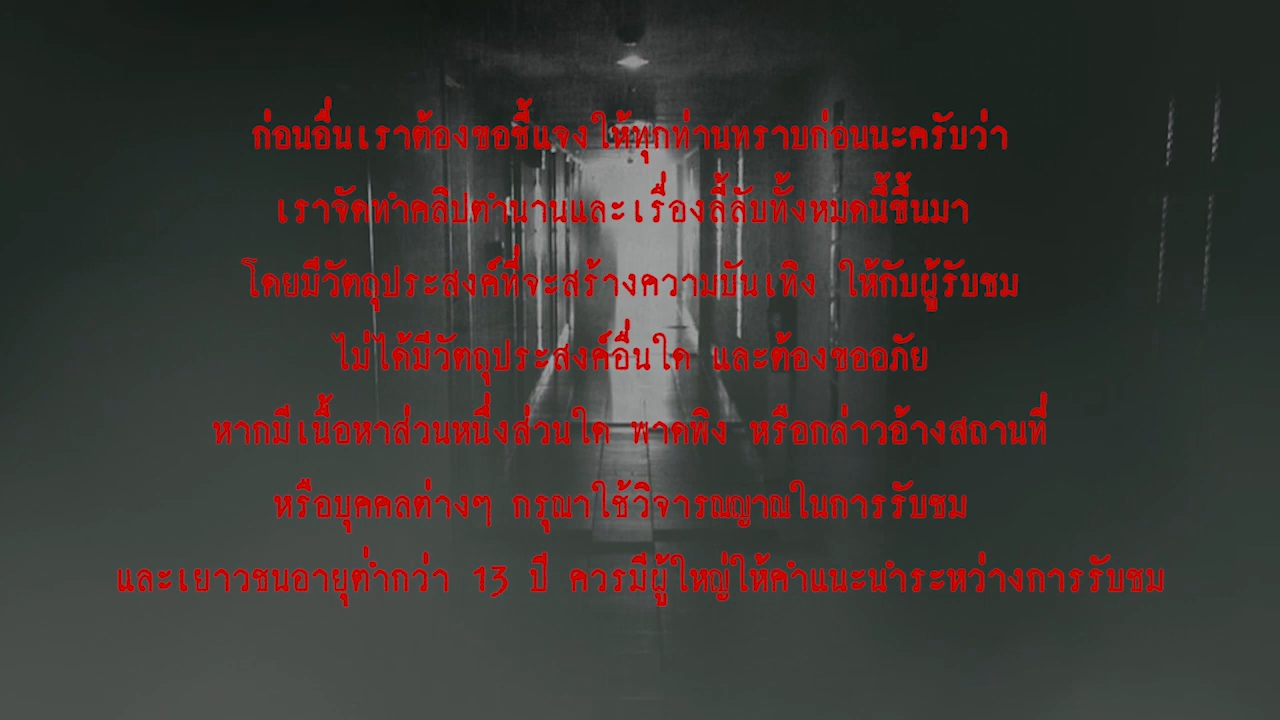 ก่อนอื่นเราต้องขอชี้แจงให้ทุกท่านทราบก่อนนะครับว่า
เราจัดทำคลิปตำนานและเรื่องลี้ลับทั้งหมดนี้ขึ้นมา
โดยมีวัตถุประสงค์ที่จะสร้างความบันเทิง ให้กับผู้รับชม
ไม่ได้มีวัตถุประสงค์อื่นใด และต้องขออภัย
หากมีเนื้อหาส่วนหนึ่งส่วนใด พาดพิง หรือกล่าวอ้างสถานที่
หรือบุคคลต่างๆ กรุณาใช้วิจารณญาณในการรับชม
และเยาวชนอายุต่ำกว่า 13 ปี ควรมีผู้ใหญ่ให้คำแนะนำระหว่างการรับชม